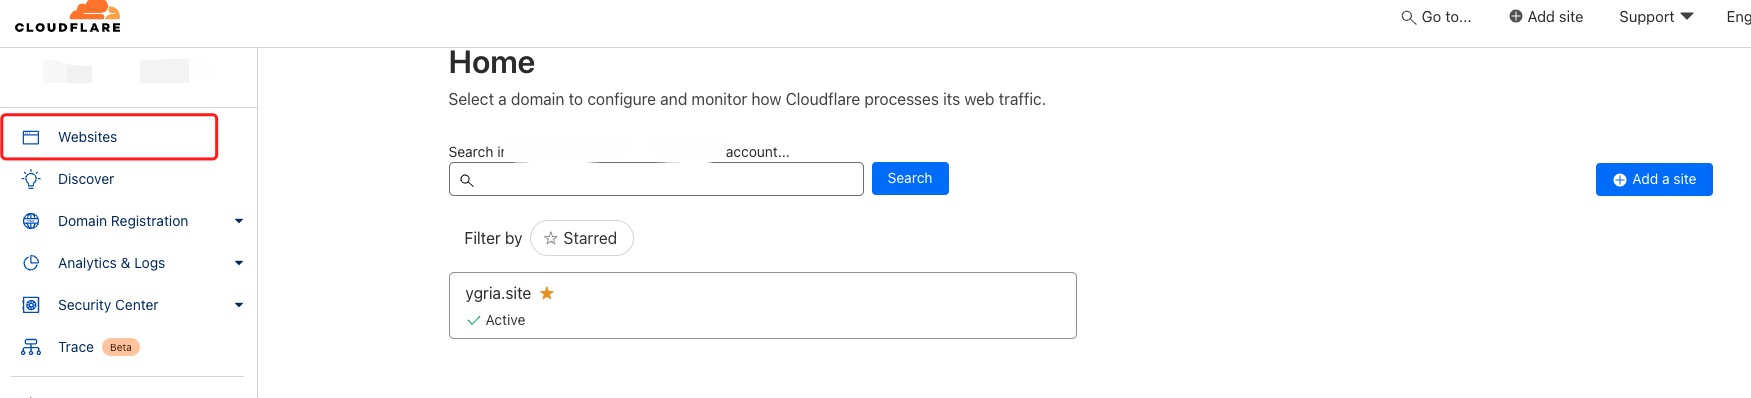 CLOUDFLARE
Go to...
Add site
Support
Home
Select a domain to configure and monitor how Cloudflare processes its web traffic.
Websites
Discover
Domain Registration
Analytics & Logs
Security Center
Trace Beta
Search account...
Search
Add a site
Filter by Starred
ygria.site
Active